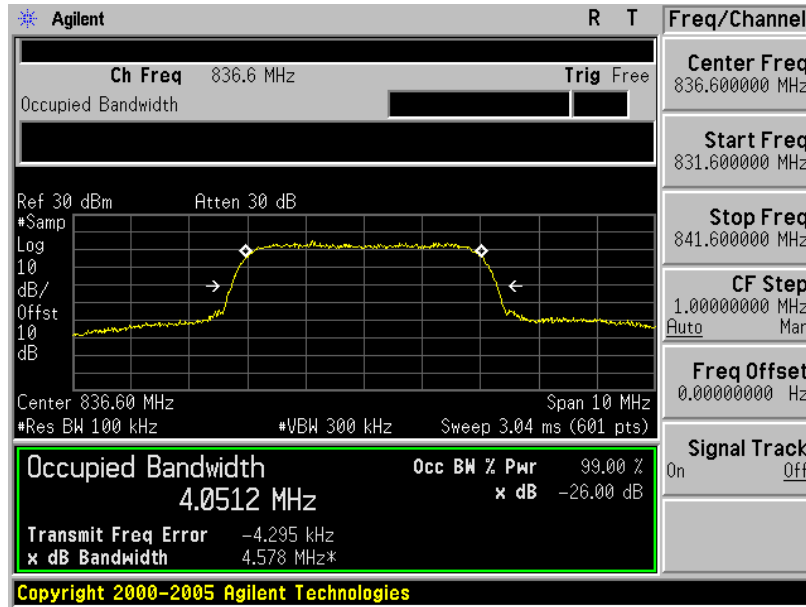 Agilent R T Freq/Channel
Ch Freq 836.6 MHz Trig Free
Occupied Bandwidth
Center Freq
836.600000 MHz
Start Freq
831.600000 MHz
Stop Freq
841.600000 MHz
CF Step
1.00000000 MHz
Auto Man
Freq Offset
0.00000000 Hz
Signal Track
On Off
Ref 30 dBm Atten 30 dB
#Samp
Log
10
dB/
Offst
10
dB
Center 836.60 MHz Span 10 MHz
#Res BW 100 kHz #VBW 300 kHz Sweep 3.04 ms (601 pts)
Occupied Bandwidth Occ BW % Pwr 99.00 %
4.0512 MHz x dB -26.00 dB
Transmit Freq Error -4.295 kHz
x dB Bandwidth 4.578 MHz*
Copyright 2000-2005 Agilent Technologies